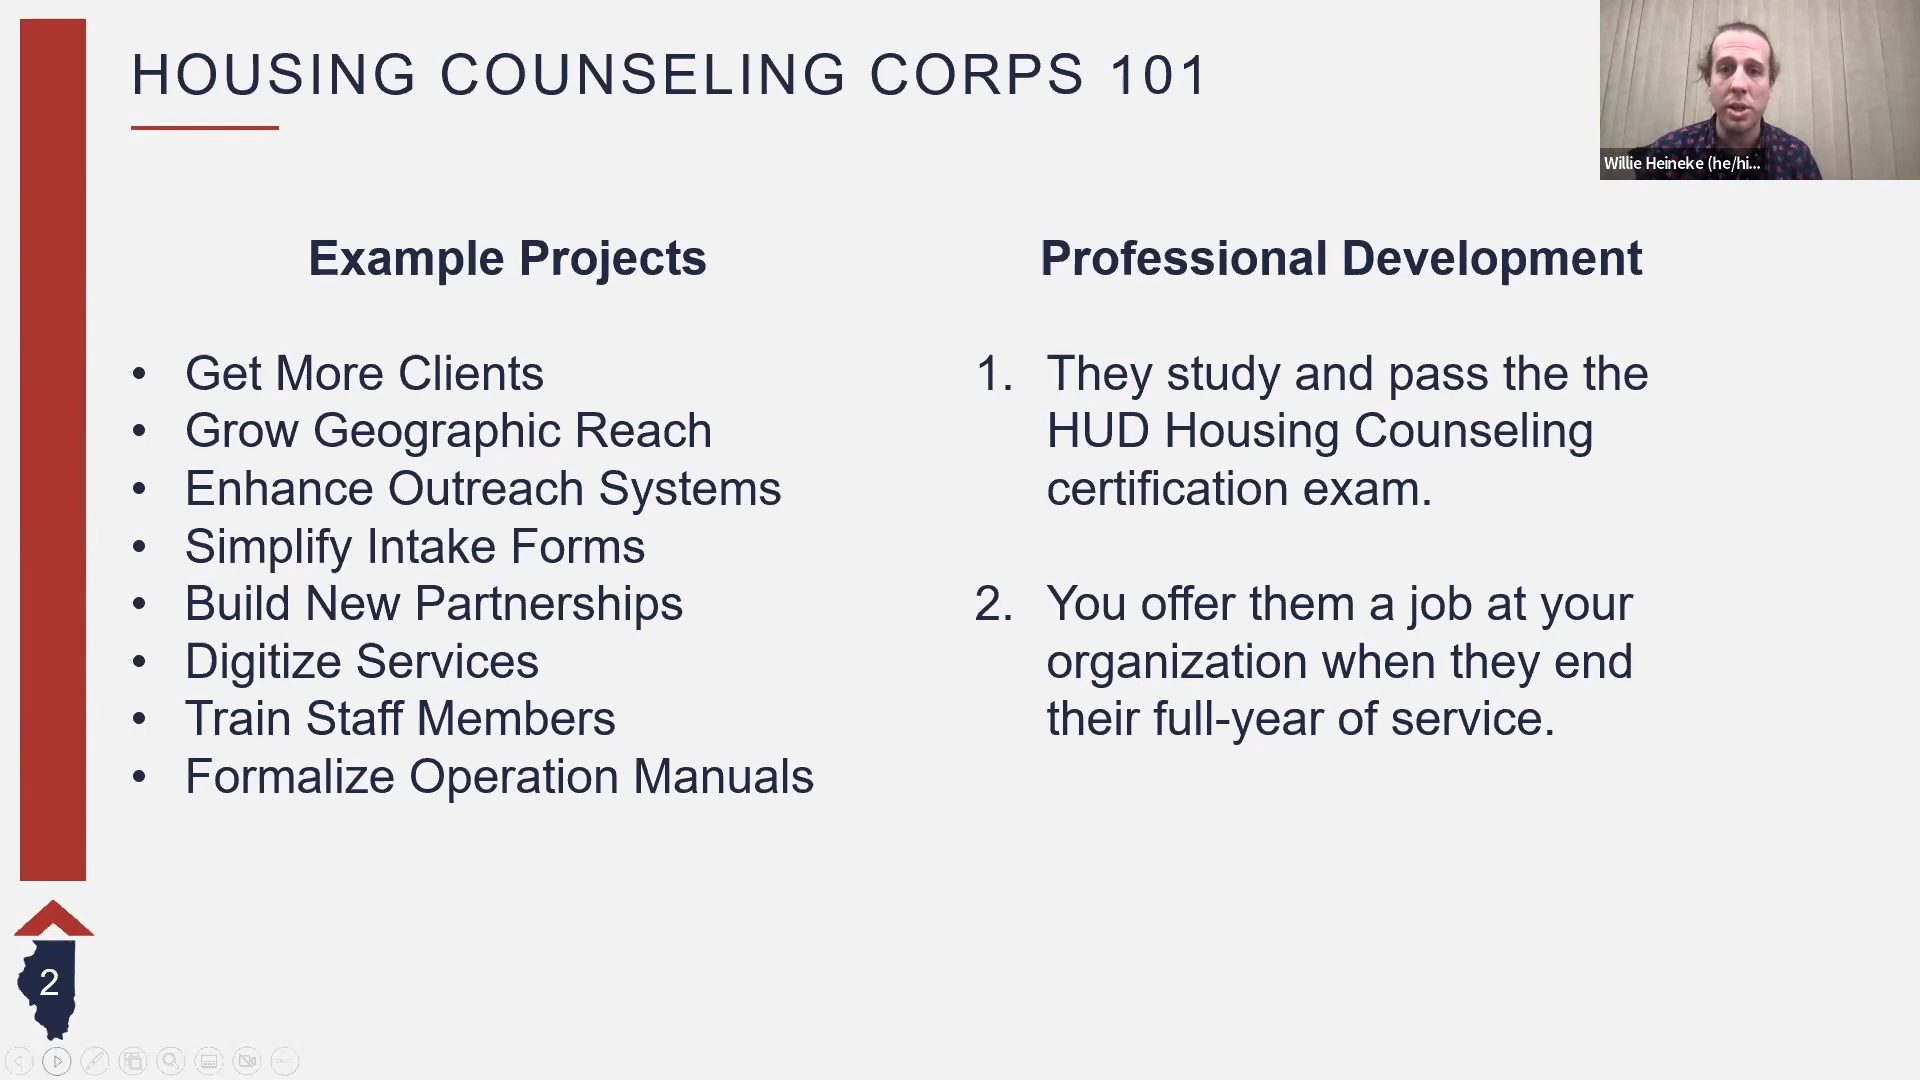 HOUSING COUNSELING CORPS 101
Willie Heineke (he/hi...
Example Projects
• Get More Clients
• Grow Geographic Reach
• Enhance Outreach Systems
• Simplify Intake Forms
• Build New Partnerships
• Digitize Services
• Train Staff Members
• Formalize Operation Manuals
Professional Development
1. They study and pass the the
HUD Housing Counseling
certification exam.
2. You offer them a job at your
organization when they end
their full-year of service.
2